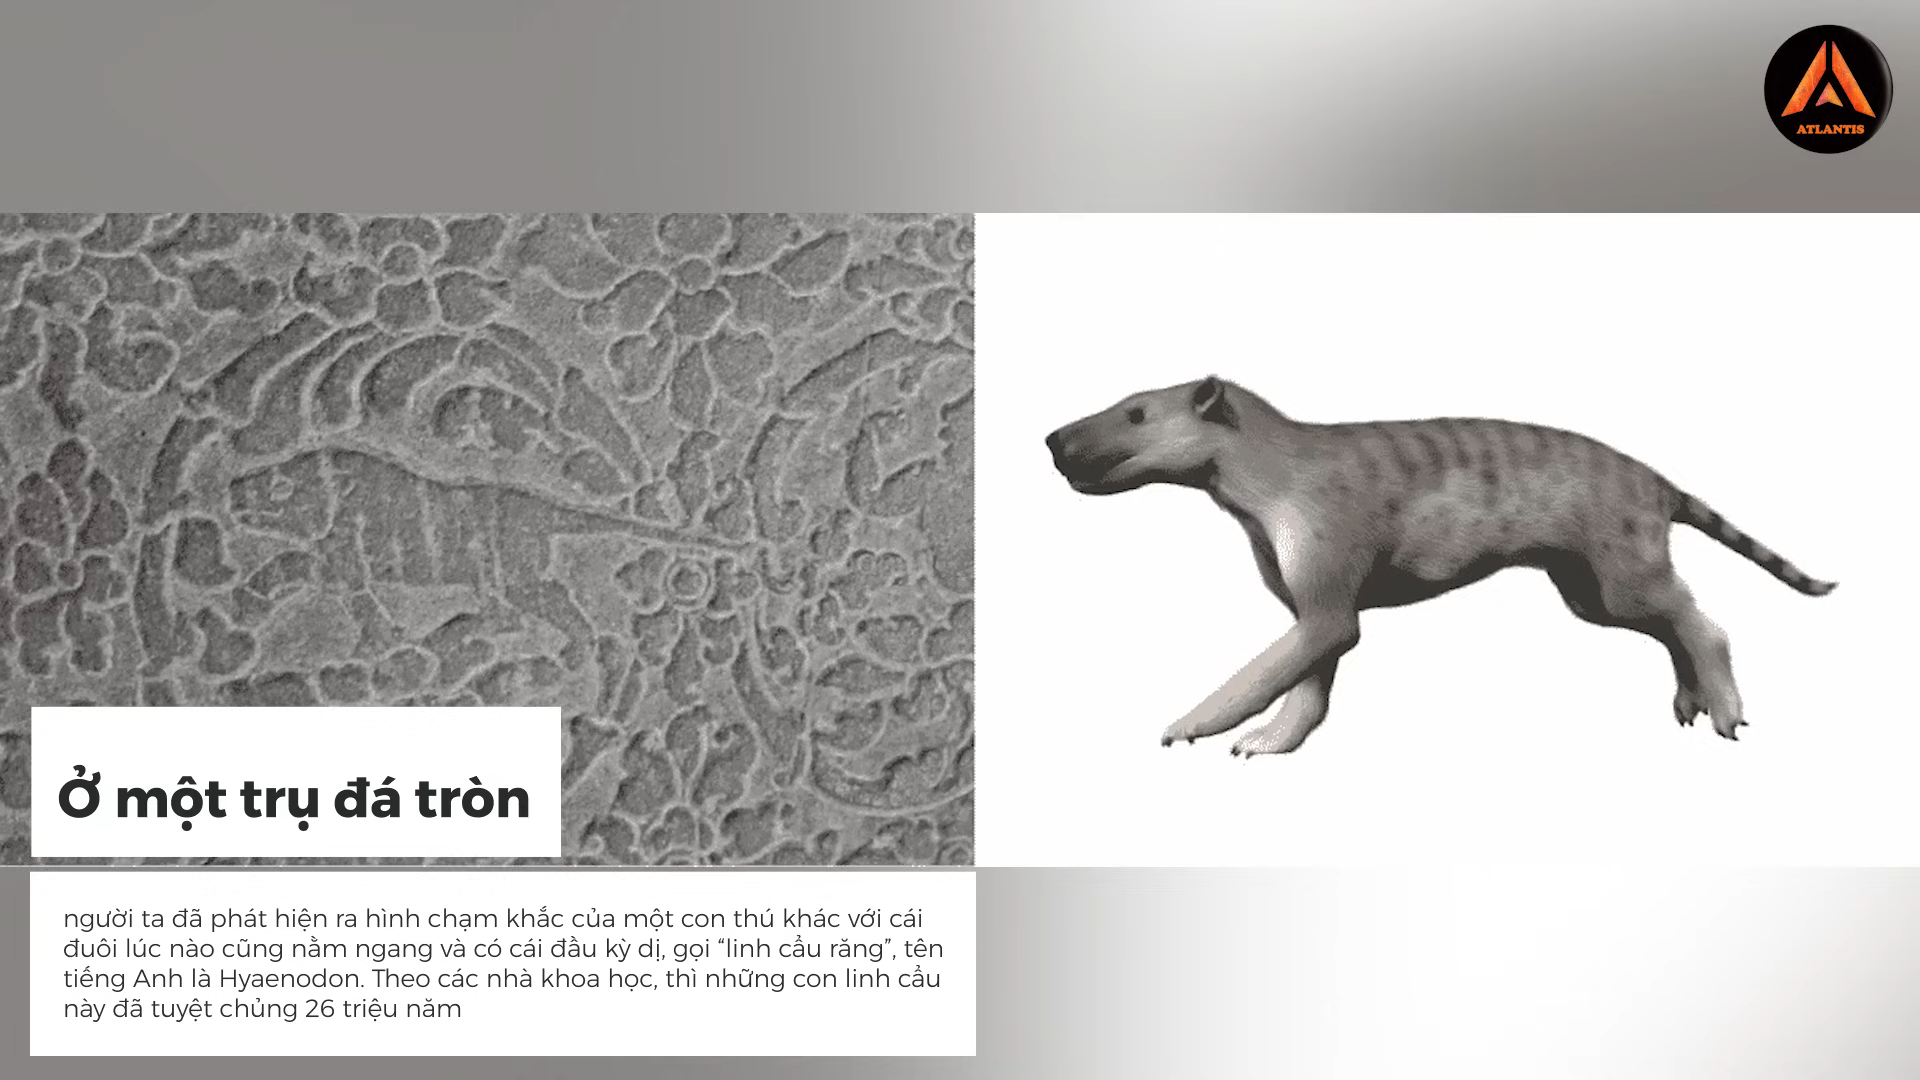 ATLANTIS
Ở một trụ đá tròn
người ta đã phát hiện ra hình chạm khắc của một con thú khác với cái
đuôi lúc nào cũng nằm ngang và có cái đầu kỳ dị, gọi “linh cẩu răng”, tên
tiếng Anh là Hyaenodon. Theo các nhà khoa học, thì những con linh cẩu
này đã tuyệt chủng 26 triệu năm